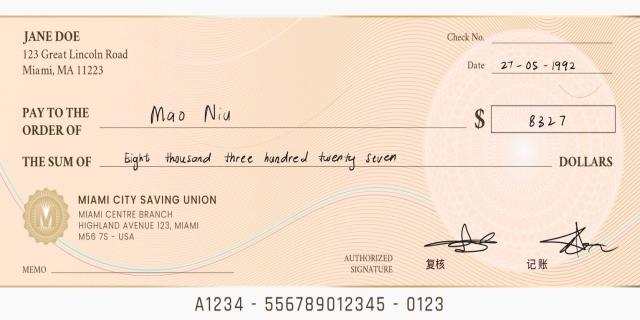 JANE DOE
123 Great Lincoln Road
Miami, MA 11223
Check No.
Date 27-05-1992
PAY TO THE
ORDER OF Mao Niu
$ 8327
THE SUM OF Eight thousand three hundred twenty seven DOLLARS
M
MIAMI CITY SAVING UNION
MIAMI CENTRE BRANCH
HIGHLAND AVENUE 123, MIAMI
M56 7S - USA
MEMO
AUTHORIZED
SIGNATURE
复核 记账
A1234 - 556789012345 - 0123